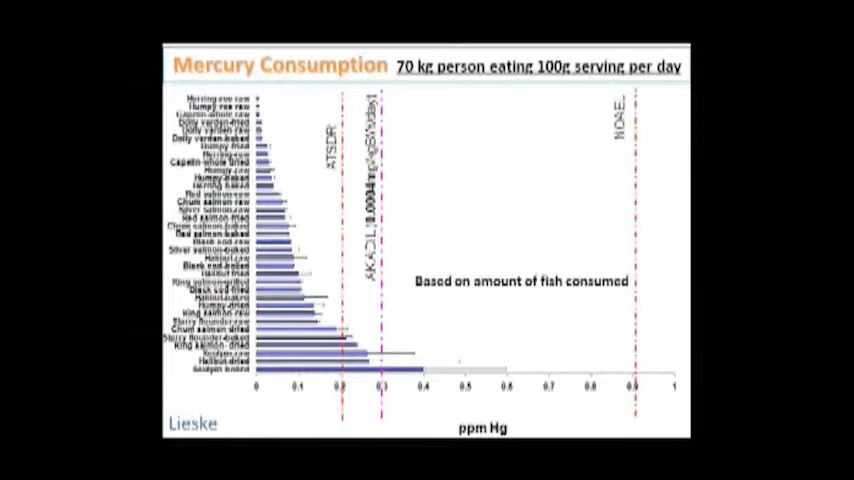 Mercury Consumption 70 kg person eating 100g serving per day
ATSDR
NOAEL
Herring roe raw
Humpy roe raw
Capelin-whole raw
Dolly varden-fried
Dolly varden raw
Dolly varden-baked
Humpy fried
Herring raw
Capelin-whole dried
Humpy raw
Humpy baked
Herring baked
Red salmon raw
Chum salmon raw
Silver salmon-raw
Red salmon fried
Chum salmon-baked
Red salmon baked
Black cod raw
Silver salmon-baked
Halibut raw
Black cod-baked
Halibut fried
King salmon-grilled
Black cod fried
Halibut-baked
Humpy-dried
King salmon raw
Starry flounder-raw
Chum salmon-dried
Starry flounder-baked
King salmon-dried
Sculpin raw
Halibut-dried
Sculpin boiled
Based on amount of fish consumed
0 0.1 0.2 0.3 0.4 0.5 0.6 0.7 0.8 0.9 1
Lieske
ppm Hg